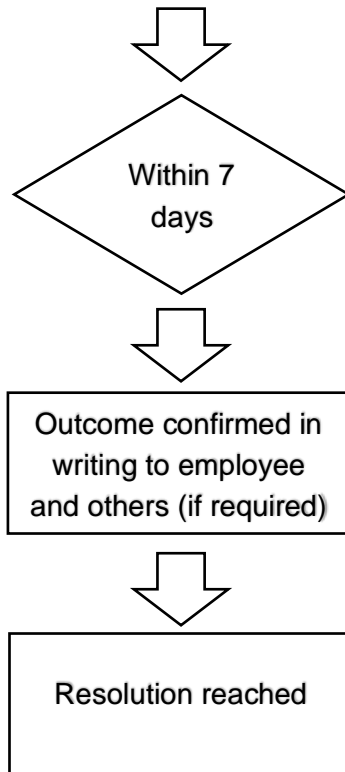 Within 7
days
Outcome confirmed in
writing to employee
and others (if required)
Resolution reached